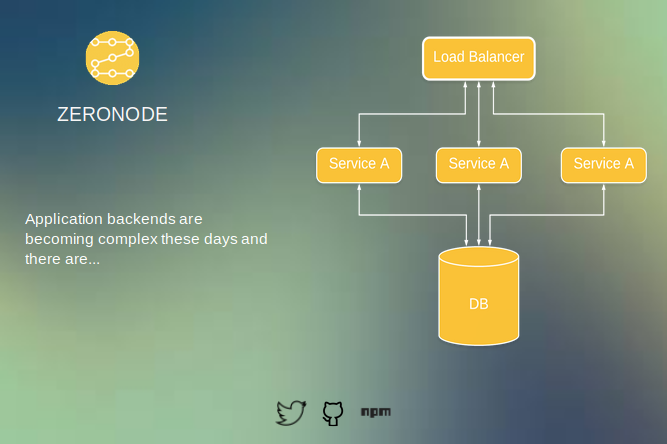 ZERONODE
Application backends are
becoming complex these days and
there are...
Load Balancer
Service A
Service A
Service A
DB
npm